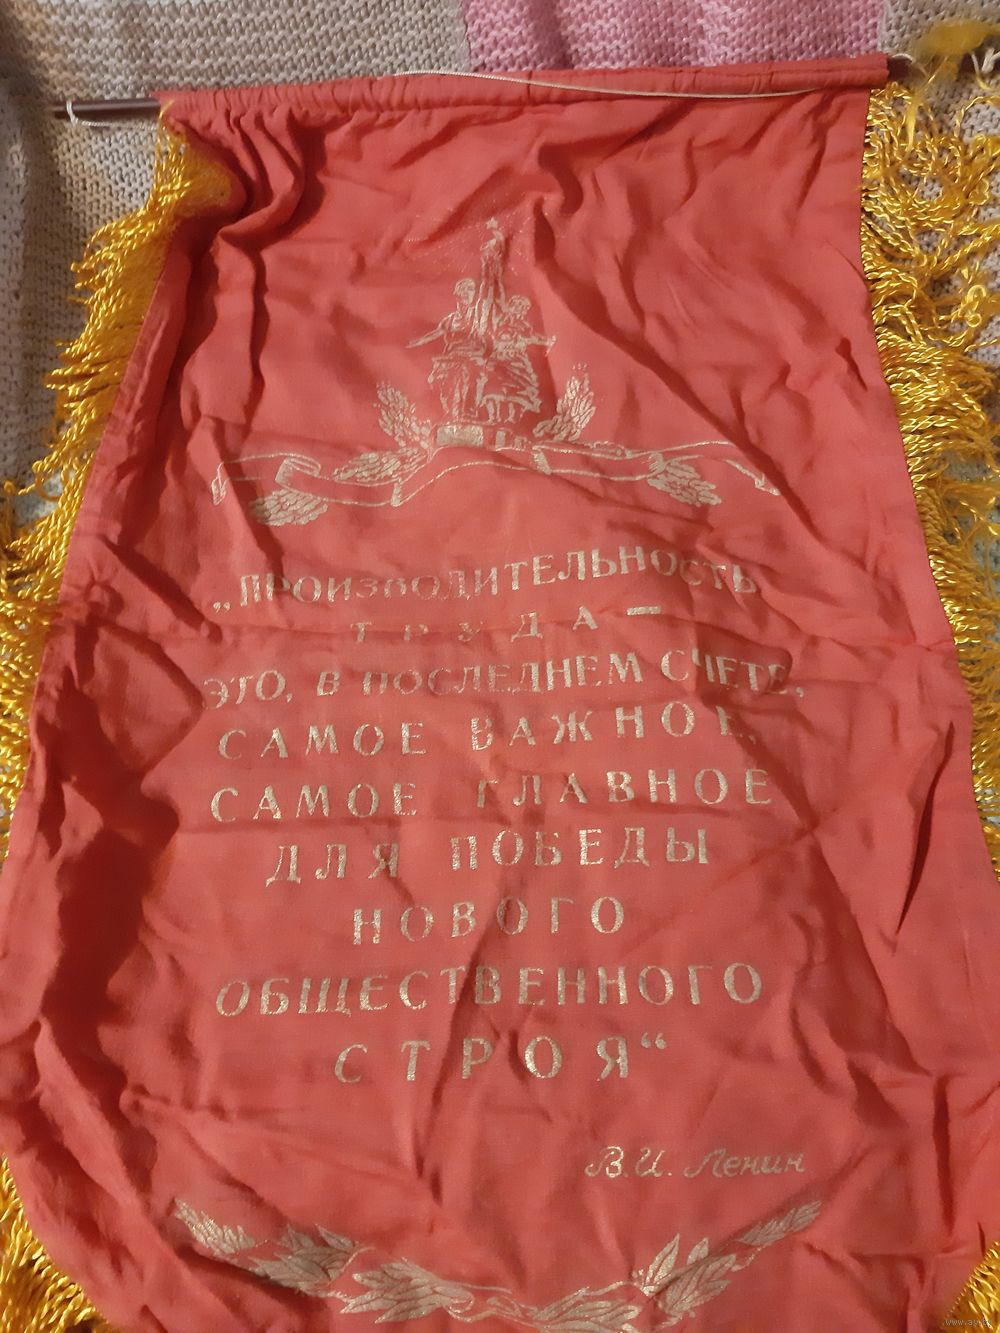 „ПРОИЗВОДИТЕЛЬНОСТЬ
ТРУДА —
ЭТО, В ПОСЛЕДНЕМ СЧЕТЕ,
САМОЕ ВАЖНОЕ,
САМОЕ ГЛАВНОЕ
ДЛЯ ПОБЕДЫ
НОВОГО
ОБЩЕСТВЕННОГО
СТРОЯ“
В.И. Ленин